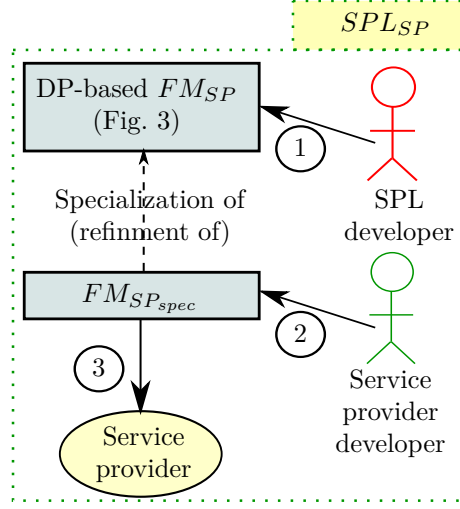 SPL_SP
DP-based FM_SP
(Fig. 3)
1
SPL
developer
Specialization of
(refinment of)
FM_SP_spec
2
3
Service
provider
developer
Service
provider